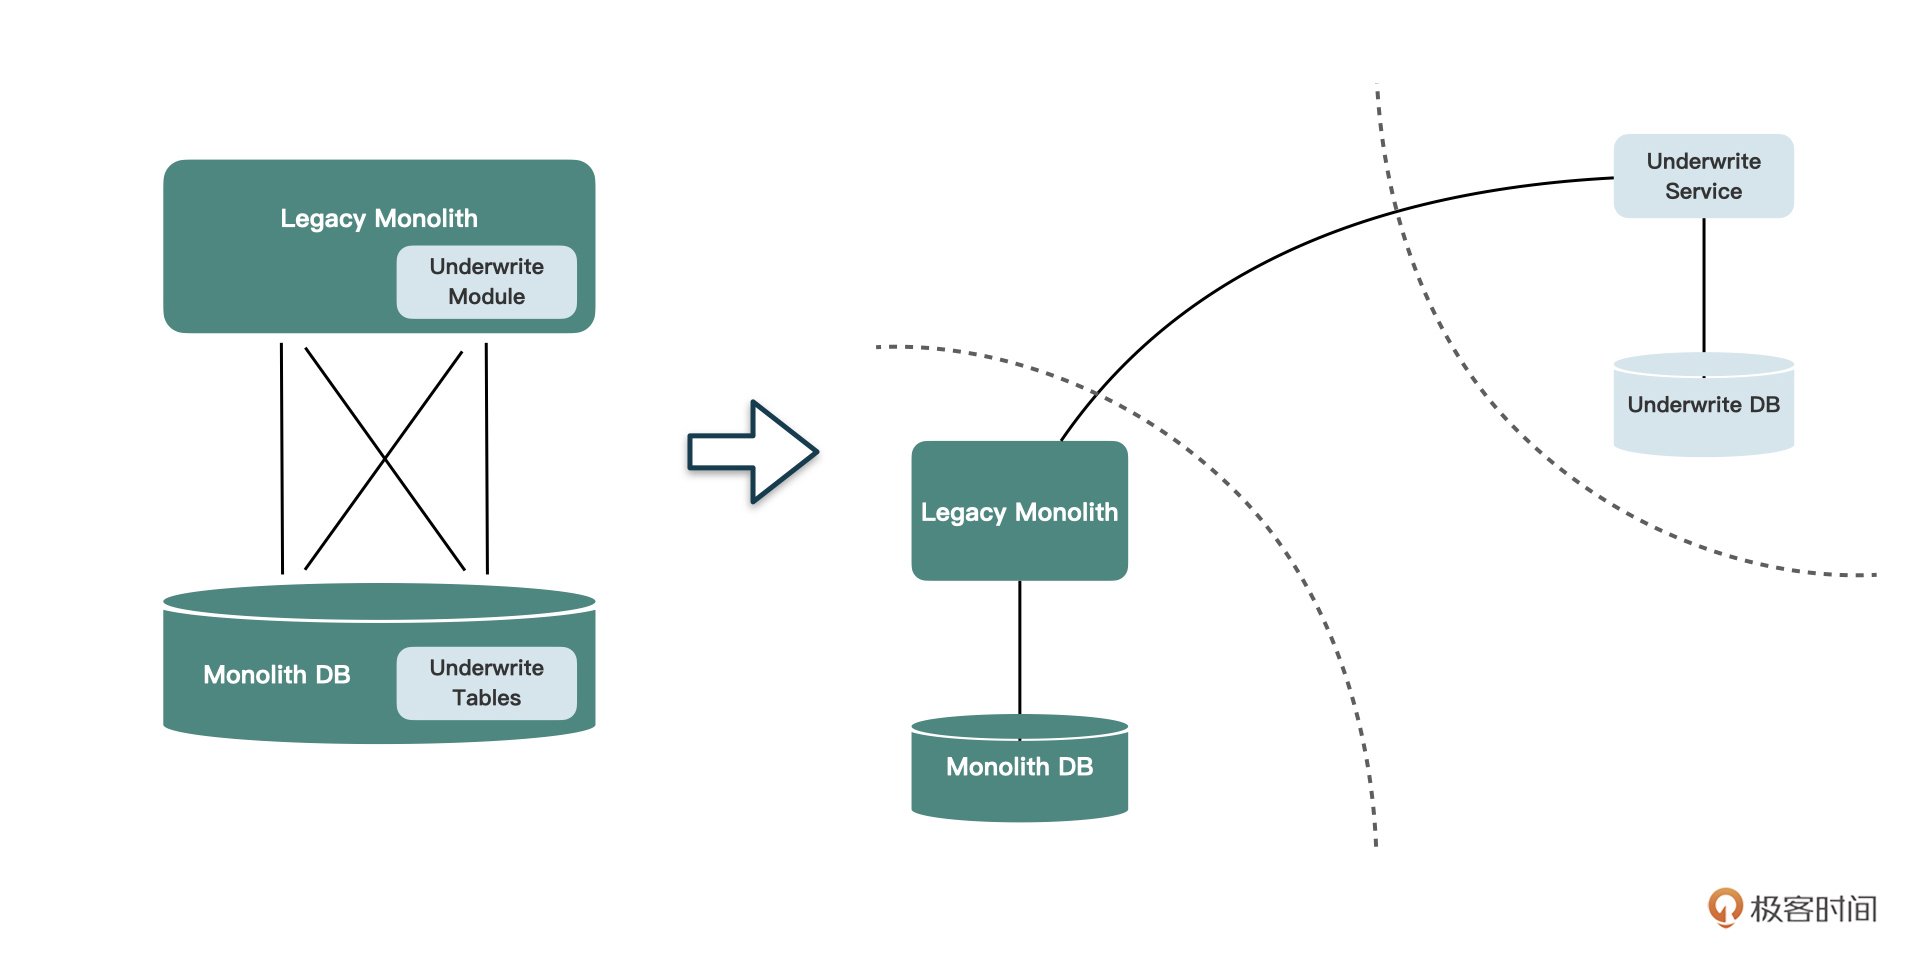 Legacy Monolith
Underwrite
Module
Monolith DB
Underwrite
Tables
Legacy Monolith
Monolith DB
Underwrite
Service
Underwrite DB
极客时间